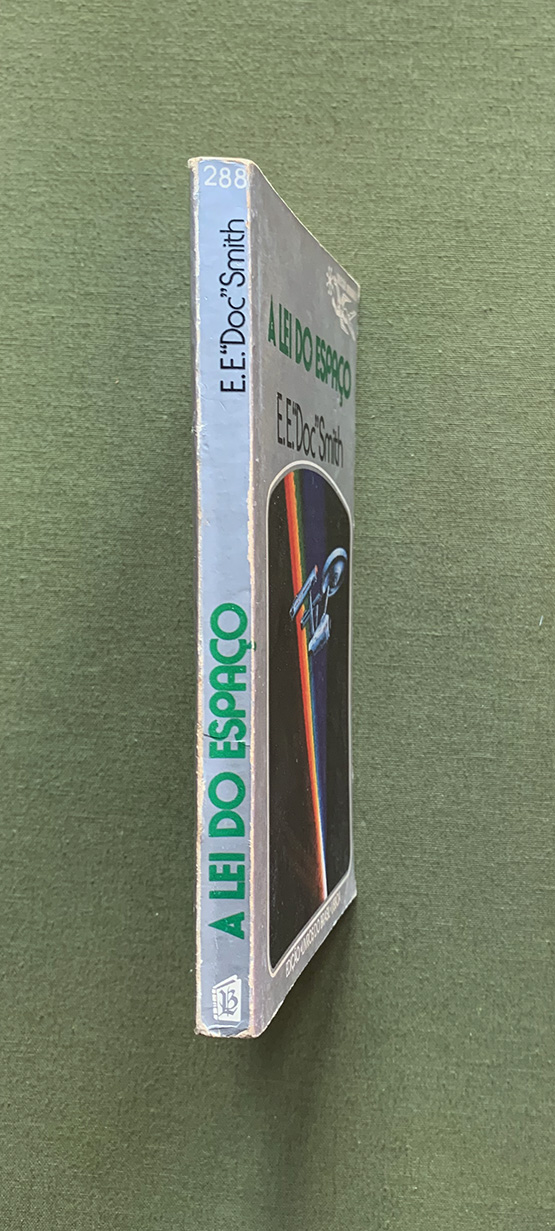 288
E.E."Doc"Smith
A LEI DO ESPAÇO
A LEI DO ESPAÇO
E.E."Doc"Smith